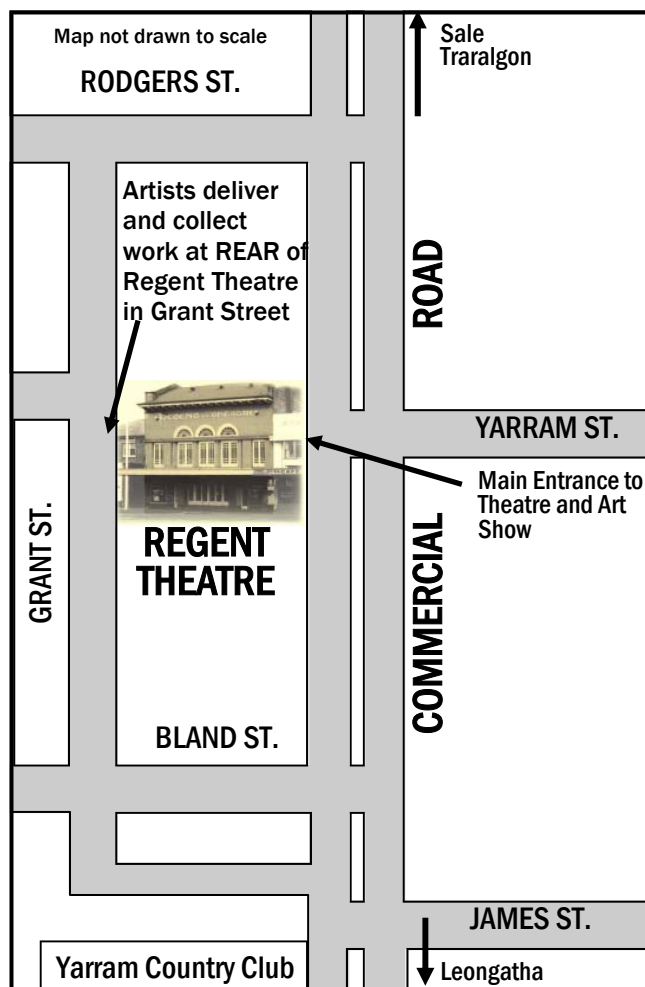 Map not drawn to scale
RODGERS ST.
Sale
Traralgon
Artists deliver
and collect
work at REAR of
Regent Theatre
in Grant Street
ROAD
YARRAM ST.
Main Entrance to
Theatre and Art
Show
REGENT
THEATRE
GRANT ST.
COMMERCIAL
BLAND ST.
JAMES ST.
Yarram Country Club
Leongatha